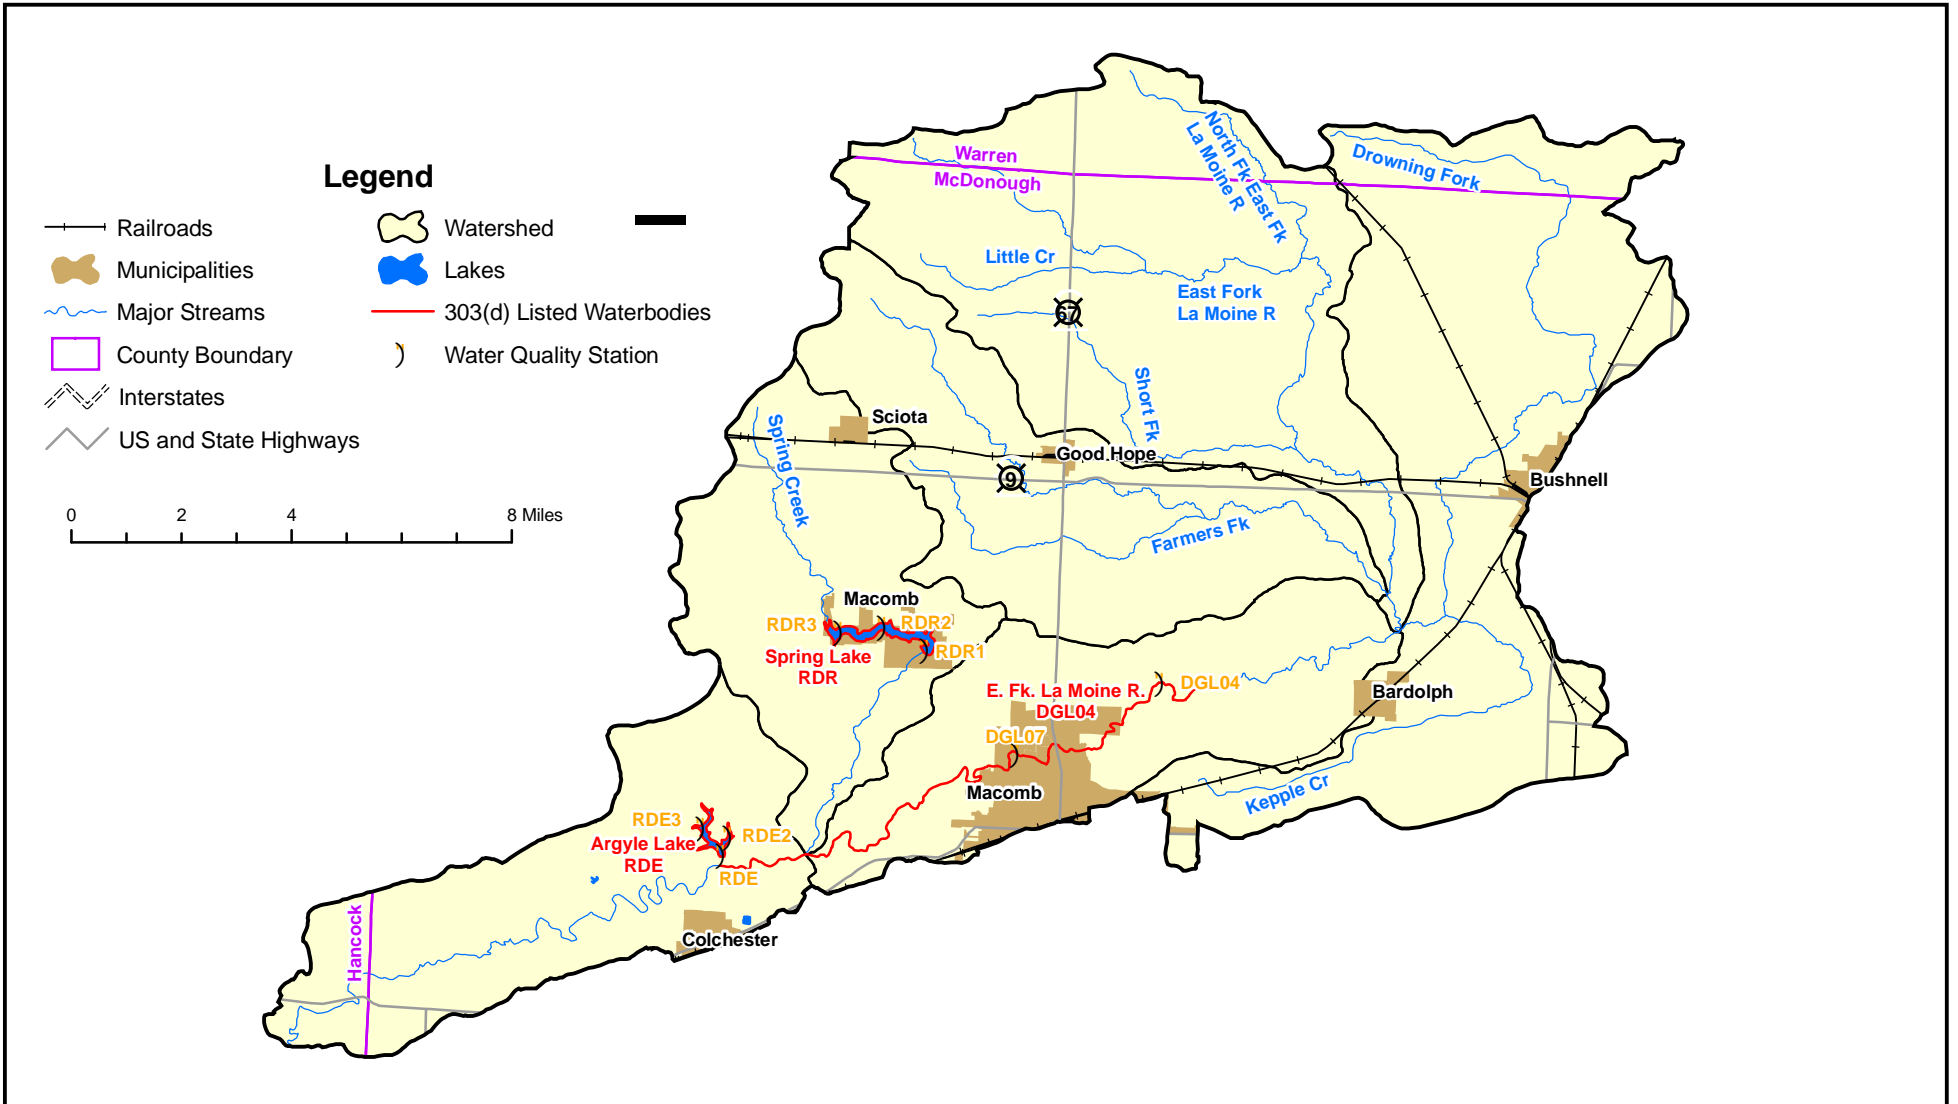 Legend
Railroads
Municipalities
Major Streams
County Boundary
Interstates
US and State Highways
Watershed
Lakes
303(d) Listed Waterbodies
Water Quality Station
0 2 4 8 Miles
Warren
McDonough
North Fk East Fk
La Moine R
Drowning Fork
Little Cr
East Fork
La Moine R
67
Short Fk
Sciota
Spring Creek
Good Hope
9
Bushnell
Farmers Fk
Macomb
RDR3
RDR2
RDR1
Spring Lake
RDR
E. Fk. La Moine R.
DGL04
DGL04
Bardolph
DGL07
Macomb
Kepple Cr
RDE3
RDE2
Argyle Lake
RDE
RDE
Hancock
Colchester